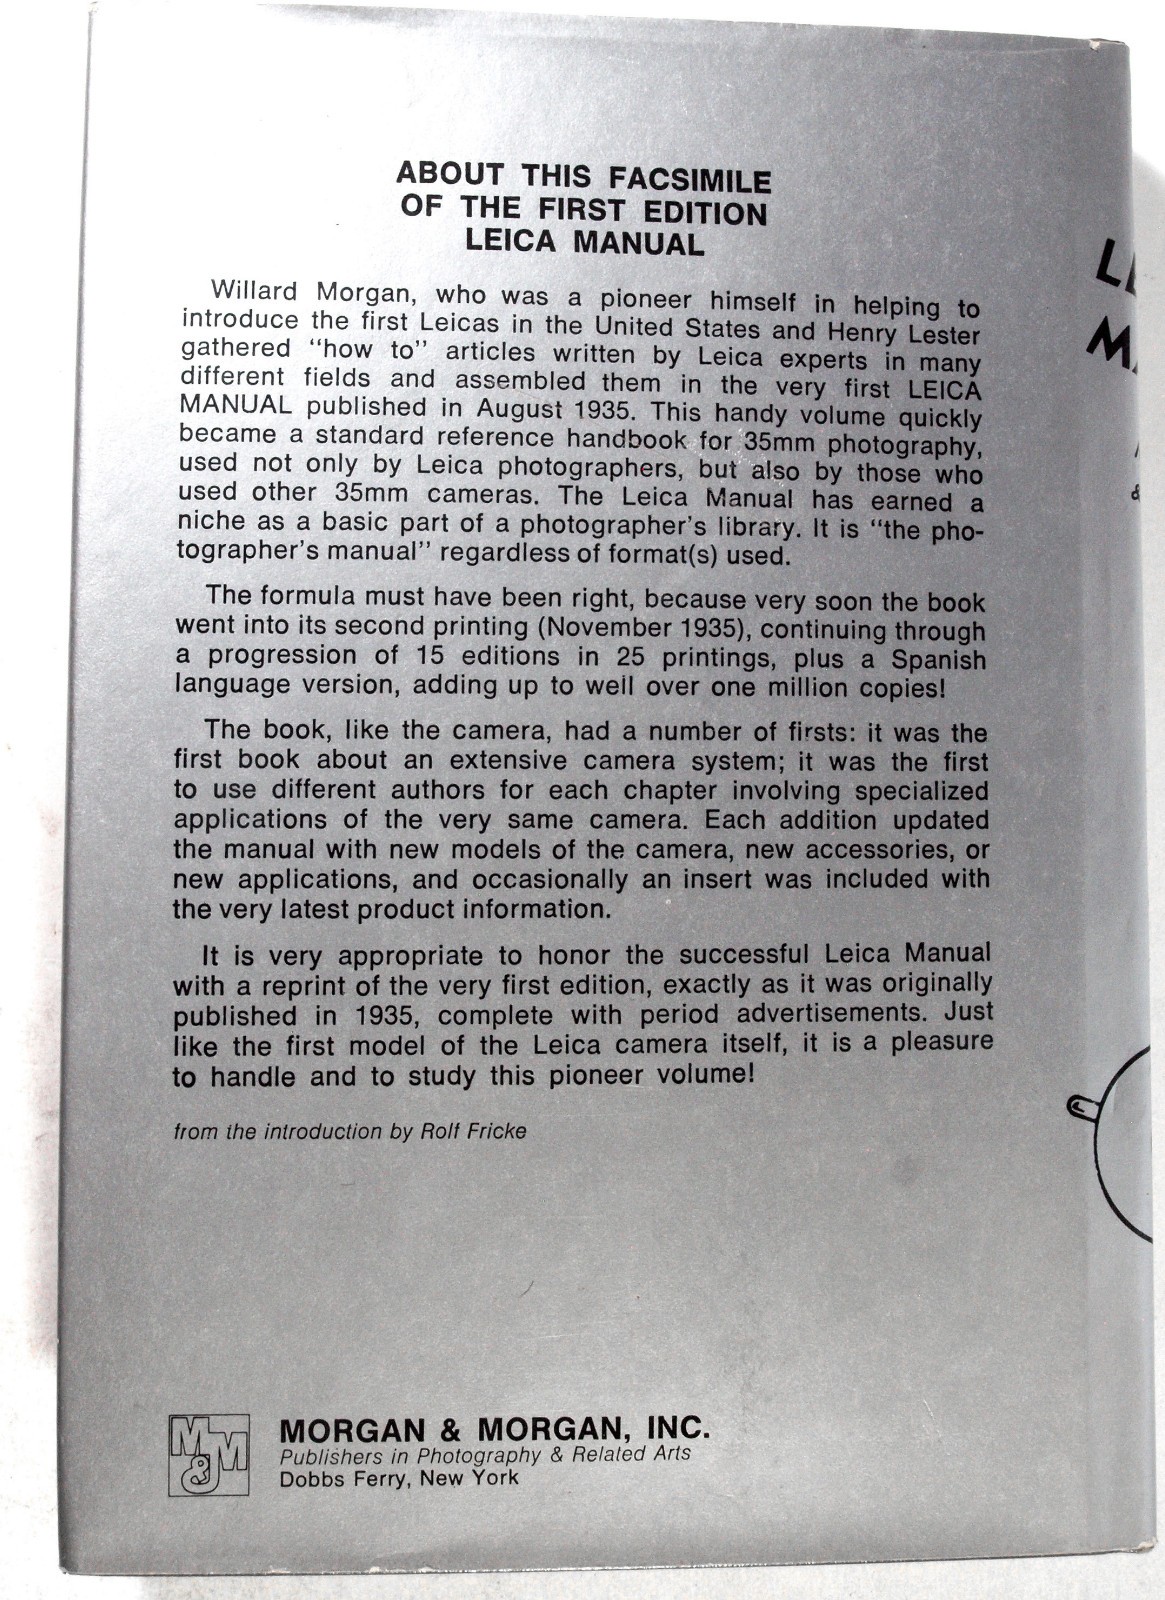 ABOUT THIS FACSIMILE
OF THE FIRST EDITION
LEICA MANUAL
Willard Morgan, who was a pioneer himself in helping to
introduce the first Leicas in the United States and Henry Lester
gathered "how to" articles written by Leica experts in many
different fields and assembled them in the very first LEICA
MANUAL published in August 1935. This handy volume quickly
became a standard reference handbook for 35mm photography,
used not only by Leica photographers, but also by those who
used other 35mm cameras. The Leica Manual has earned a
niche as a basic part of a photographer's library. It is "the pho-
tographer's manual" regardless of format(s) used.
The formula must have been right, because very soon the book
went into its second printing (November 1935), continuing through
a progression of 15 editions in 25 printings, plus a Spanish
language version, adding up to well over one million copies!
The book, like the camera, had a number of firsts: it was the
first book about an extensive camera system; it was the first
to use different authors for each chapter involving specialized
applications of the very same camera. Each addition updated
the manual with new models of the camera, new accessories, or
new applications, and occasionally an insert was included with
the very latest product information.
It is very appropriate to honor the successful Leica Manual
with a reprint of the very first edition, exactly as it was originally
published in 1935, complete with period advertisements. Just
like the first model of the Leica camera itself, it is a pleasure
to handle and to study this pioneer volume!
from the introduction by Rolf Fricke
M&M
MORGAN & MORGAN, INC.
Publishers in Photography & Related Arts
Dobbs Ferry, New York